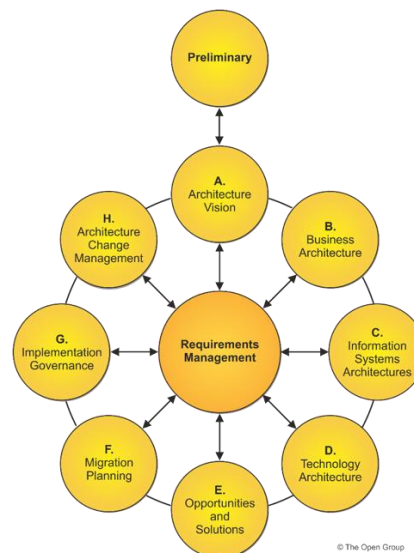 Preliminary
A.
Architecture
Vision
B.
Business
Architecture
C.
Information
Systems
Architectures
D.
Technology
Architecture
E.
Opportunities
and
Solutions
F.
Migration
Planning
G.
Implementation
Governance
H.
Architecture
Change
Management
Requirements
Management
© The Open Group